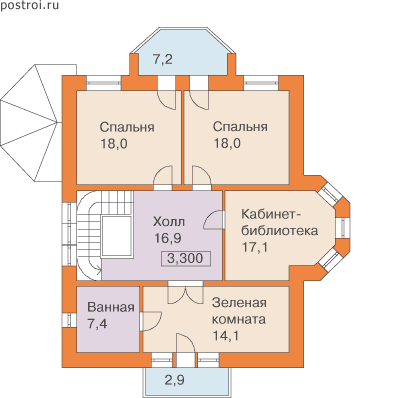 postroi.ru
7,2
Спальня
18,0
Спальня
18,0
Холл
16,9
3,300
Кабинет-
библиотека
17,1
Ванная
7,4
Зеленая
комната
14,1
2,9